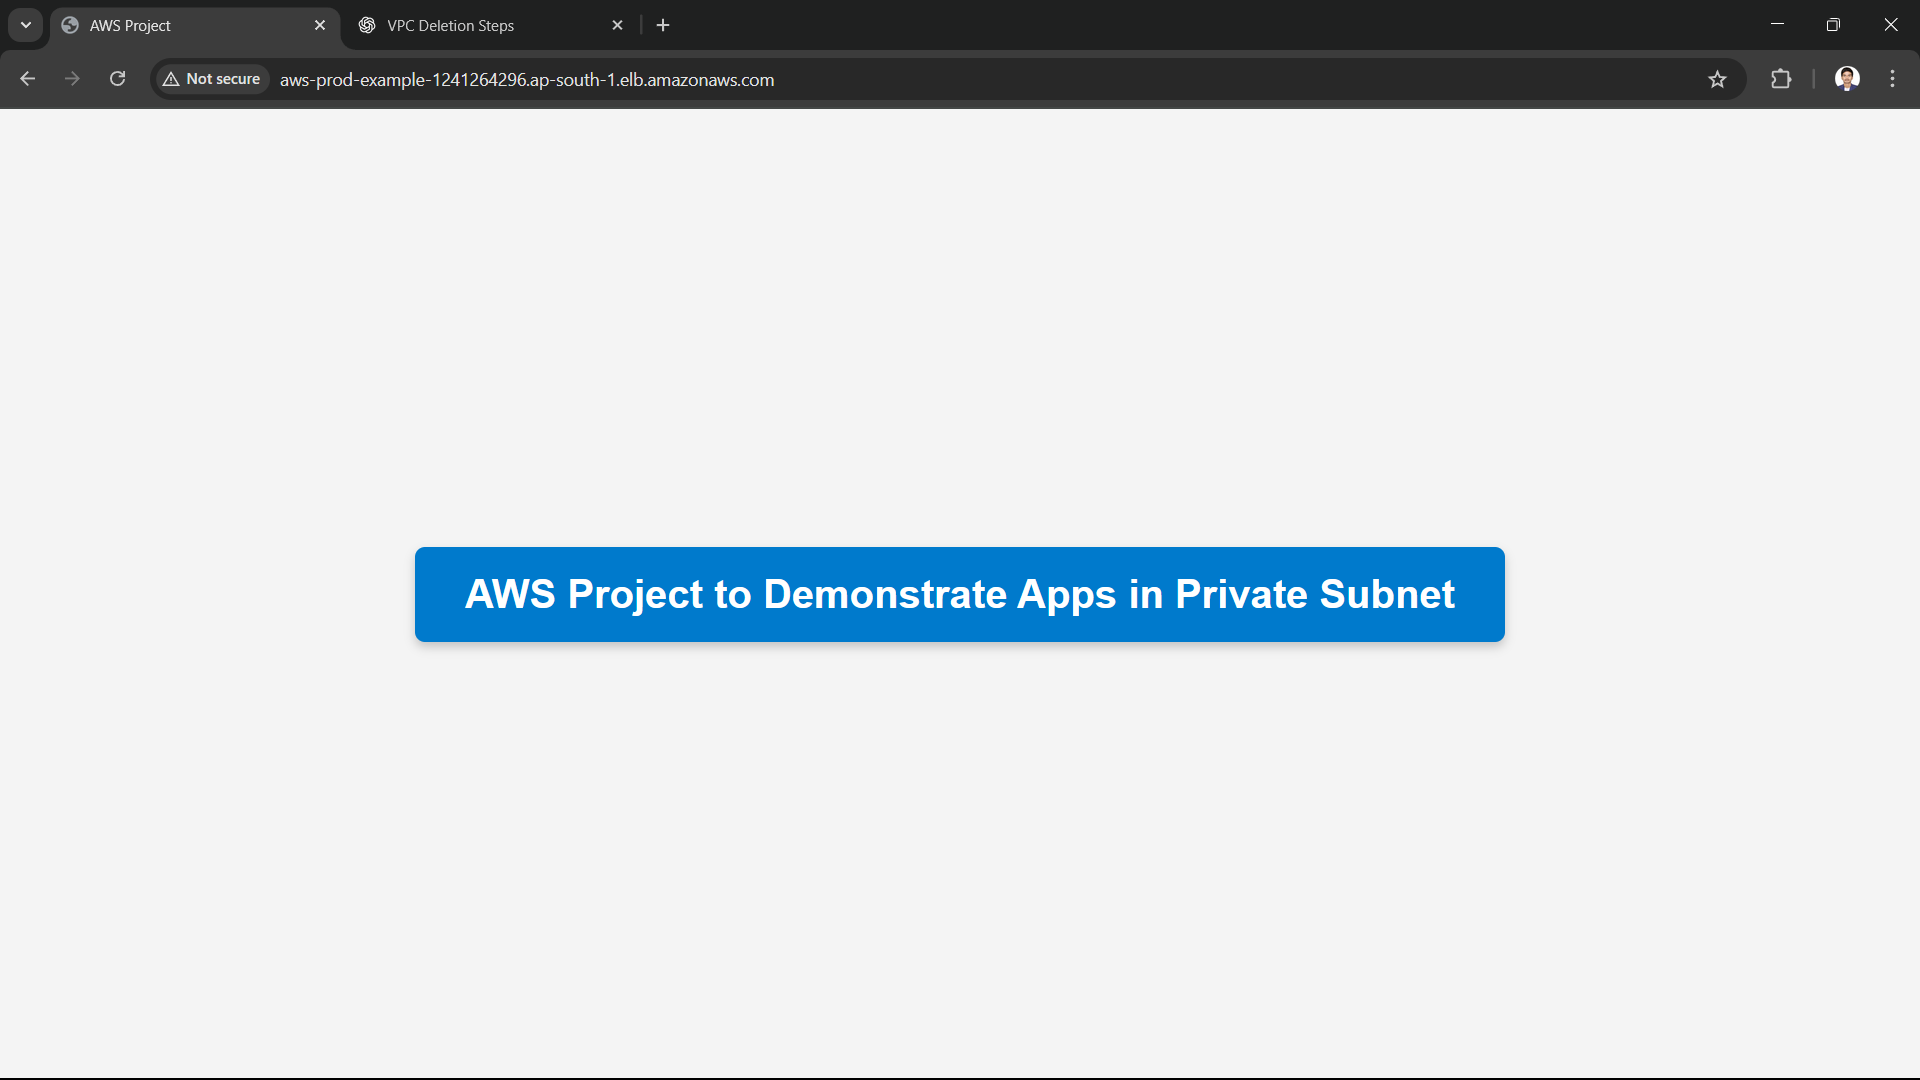 AWS Project
VPC Deletion Steps
Not secure
aws-prod-example-1241264296.ap-south-1.elb.amazonaws.com
AWS Project to Demonstrate Apps in Private Subnet